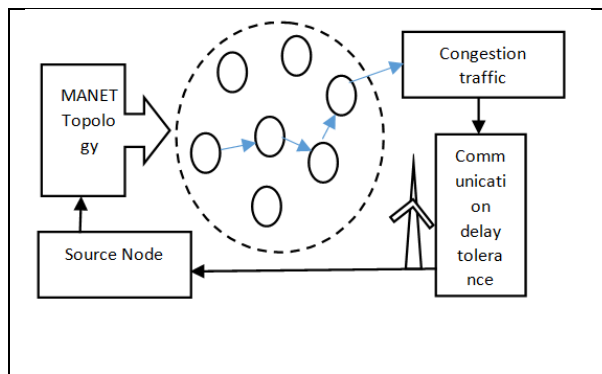 MANET
Topolo
gy
Congestion
traffic
Comm
unicati
on
delay
tolera
nce
Source Node